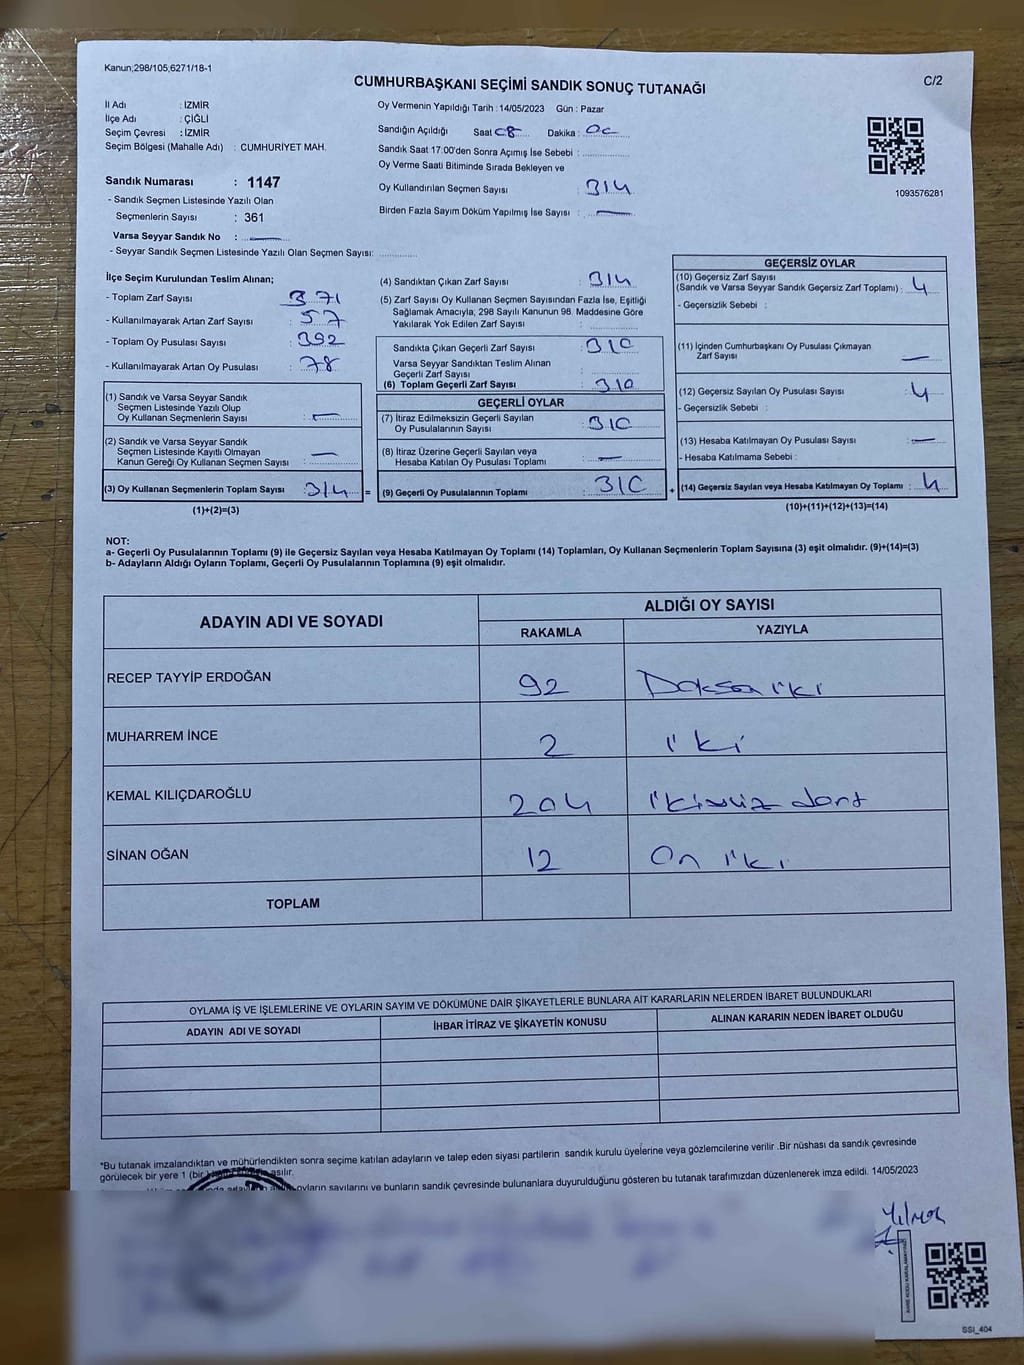 Kanun;298/105,6271/18-1
C/2
CUMHURBAŞKANI SEÇİMİ SANDIK SONUÇ TUTANAĞI
İl Adı : İZMİR
İlçe Adı : ÇİĞLİ
Seçim Çevresi : İZMİR
Seçim Bölgesi (Mahalle Adı) : CUMHURİYET MAH.
Sandık Numarası : 1147
- Sandık Seçmen Listesinde Yazılı Olan
Seçmenlerin Sayısı : 361
Varsa Seyyar Sandık No : —
- Seyyar Sandık Seçmen Listesinde Yazılı Olan Seçmen Sayısı:
Oy Vermenin Yapıldığı Tarih : 14/05/2023 Gün : Pazar
Sandığın Açıldığı Saat 08 Dakika : 00
Sandık Saat 17:00'den Sonra Açımış İse Sebebi :
Oy Verme Saati Bitiminde Sırada Bekleyen ve
Oy Kullandırılan Seçmen Sayısı : 314
Birden Fazla Sayım Döküm Yapılmış İse Sayısı : —
1093576281
İlçe Seçim Kurulundan Teslim Alınan;
- Toplam Zarf Sayısı : 371
- Kullanılmayarak Artan Zarf Sayısı : 57
- Toplam Oy Pusulası Sayısı : 392
- Kullanılmayarak Artan Oy Pusulası : 78
(1) Sandık ve Varsa Seyyar Sandık
Seçmen Listesinde Yazılı Olup
Oy Kullanan Seçmenlerin Sayısı : —
(2) Sandık ve Varsa Seyyar Sandık
Seçmen Listesinde Kayıtlı Olmayan
Kanun Gereği Oy Kullanan Seçmen Sayısı : —
(3) Oy Kullanan Seçmenlerin Toplam Sayısı : 314 =
(1)+(2)=(3)
(4) Sandıktan Çıkan Zarf Sayısı : 314
(5) Zarf Sayısı Oy Kullanan Seçmen Sayısından Fazla İse, Eşitliği
Sağlamak Amacıyla, 298 Sayılı Kanunun 98. Maddesine Göre
Yakılarak Yok Edilen Zarf Sayısı :
Sandıkta Çıkan Geçerli Zarf Sayısı : 310
Varsa Seyyar Sandıktan Teslim Alınan
Geçerli Zarf Sayısı :
(6) Toplam Geçerli Zarf Sayısı : 310
GEÇERLİ OYLAR
(7) İtiraz Edilmeksizin Geçerli Sayılan
Oy Pusulalarının Sayısı : 310
(8) İtiraz Üzerine Geçerli Sayılan veya
Hesaba Katılan Oy Pusulası Toplamı : —
(9) Geçerli Oy Pusulalarının Toplamı : 310 +
GEÇERSİZ OYLAR
(10) Geçersiz Zarf Sayısı
(Sandık ve Varsa Seyyar Sandık Geçersiz Zarf Toplamı) : 4
- Geçersizlik Sebebi :
(11) İçinden Cumhurbaşkanı Oy Pusulası Çıkmayan
Zarf Sayısı —
(12) Geçersiz Sayılan Oy Pusulası Sayısı : 4
- Geçersizlik Sebebi :
(13) Hesaba Katılmayan Oy Pusulası Sayısı : —
- Hesaba Katılmama Sebebi :
(14) Geçersiz Sayılan veya Hesaba Katılmayan Oy Toplamı : 4
(10)+(11)+(12)+(13)=(14)
NOT:
a- Geçerli Oy Pusulalarının Toplamı (9) ile Geçersiz Sayılan veya Hesaba Katılmayan Oy Toplamı (14) Toplamları, Oy Kullanan Seçmenlerin Toplam Sayısına (3) eşit olmalıdır. (9)+(14)=(3)
b- Adayların Aldığı Oyların Toplamı, Geçerli Oy Pusulalarının Toplamına (9) eşit olmalıdır.
ADAYIN ADI VE SOYADI ALDIĞI OY SAYISI
RAKAMLA YAZIYLA
RECEP TAYYİP ERDOĞAN 92 Doksan iki
MUHARREM İNCE 2 iki
KEMAL KILIÇDAROĞLU 204 ikiyüz dört
SİNAN OĞAN 12 On iki
TOPLAM
OYLAMA İŞ VE İŞLEMLERİNE VE OYLARIN SAYIM VE DÖKÜMÜNE DAİR ŞİKAYETLERLE BUNLARA AİT KARARLARIN NELERDEN İBARET BULUNDUKLARI
ADAYIN ADI VE SOYADI İHBAR İTİRAZ VE ŞİKAYETİN KONUSU ALINAN KARARIN NEDEN İBARET OLDUĞU
*Bu tutanak imzalandıktan ve mühürlendikten sonra seçime katılan adayların ve talep eden siyasi partilerin sandık kurulu üyelerine veya gözlemcilerine verilir .Bir nüshası da sandık çevresinde
görülecek bir yere 1 (bir) asılır.
oyların sayılarını ve bunların sandık çevresinde bulunanlara duyurulduğunu gösteren bu tutanak tarafımızdan düzenlenerek imza edildi. 14/05/2023
Yılmaz
SSI_404